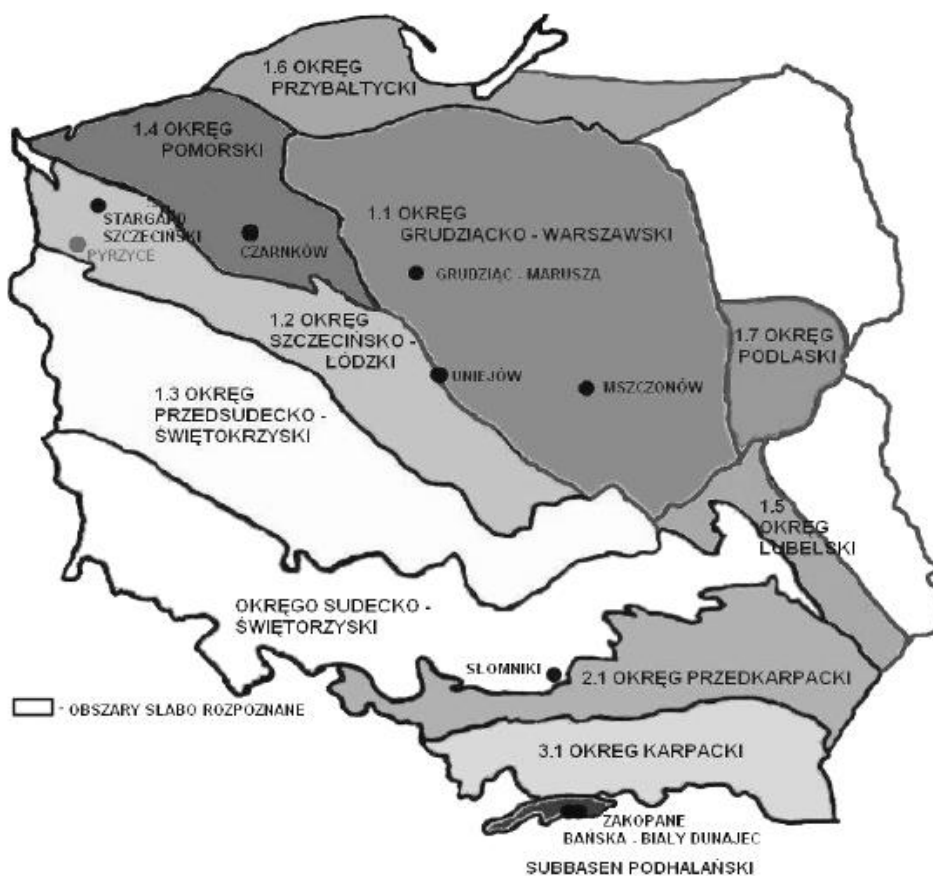 1.6 OKRĘG
PRZYBAŁTYCKI
1.4 OKRĘG
POMORSKI
1.1 OKRĘG
GRUDZIĄCKO - WARSZAWSKI
STARGARD
SZCZECIŃSKI
PYRZYCE
CZARNKÓW
GRUDZIĄC - MARUSZA
1.2 OKRĘG
SZCZECIŃSKO -
ŁÓDZKI
1.7 OKRĘG
PODLASKI
UNIEJÓW
MSZCZONÓW
1.3 OKRĘG
PRZEDSUDECKO -
ŚWIĘTOKRZYSKI
1.5
OKRĘG
LUBELSKI
OKRĘGO SUDECKO -
ŚWIĘTORZYSKI
SŁOMNIKI
2.1 OKRĘG PRZEDKARPACKI
- OBSZARY SŁABO ROZPOZNANE
3.1 OKRĘG KARPACKI
ZAKOPANE
BAŃSKA - BIAŁY DUNAJEC
SUBBASEN PODHALAŃSKI